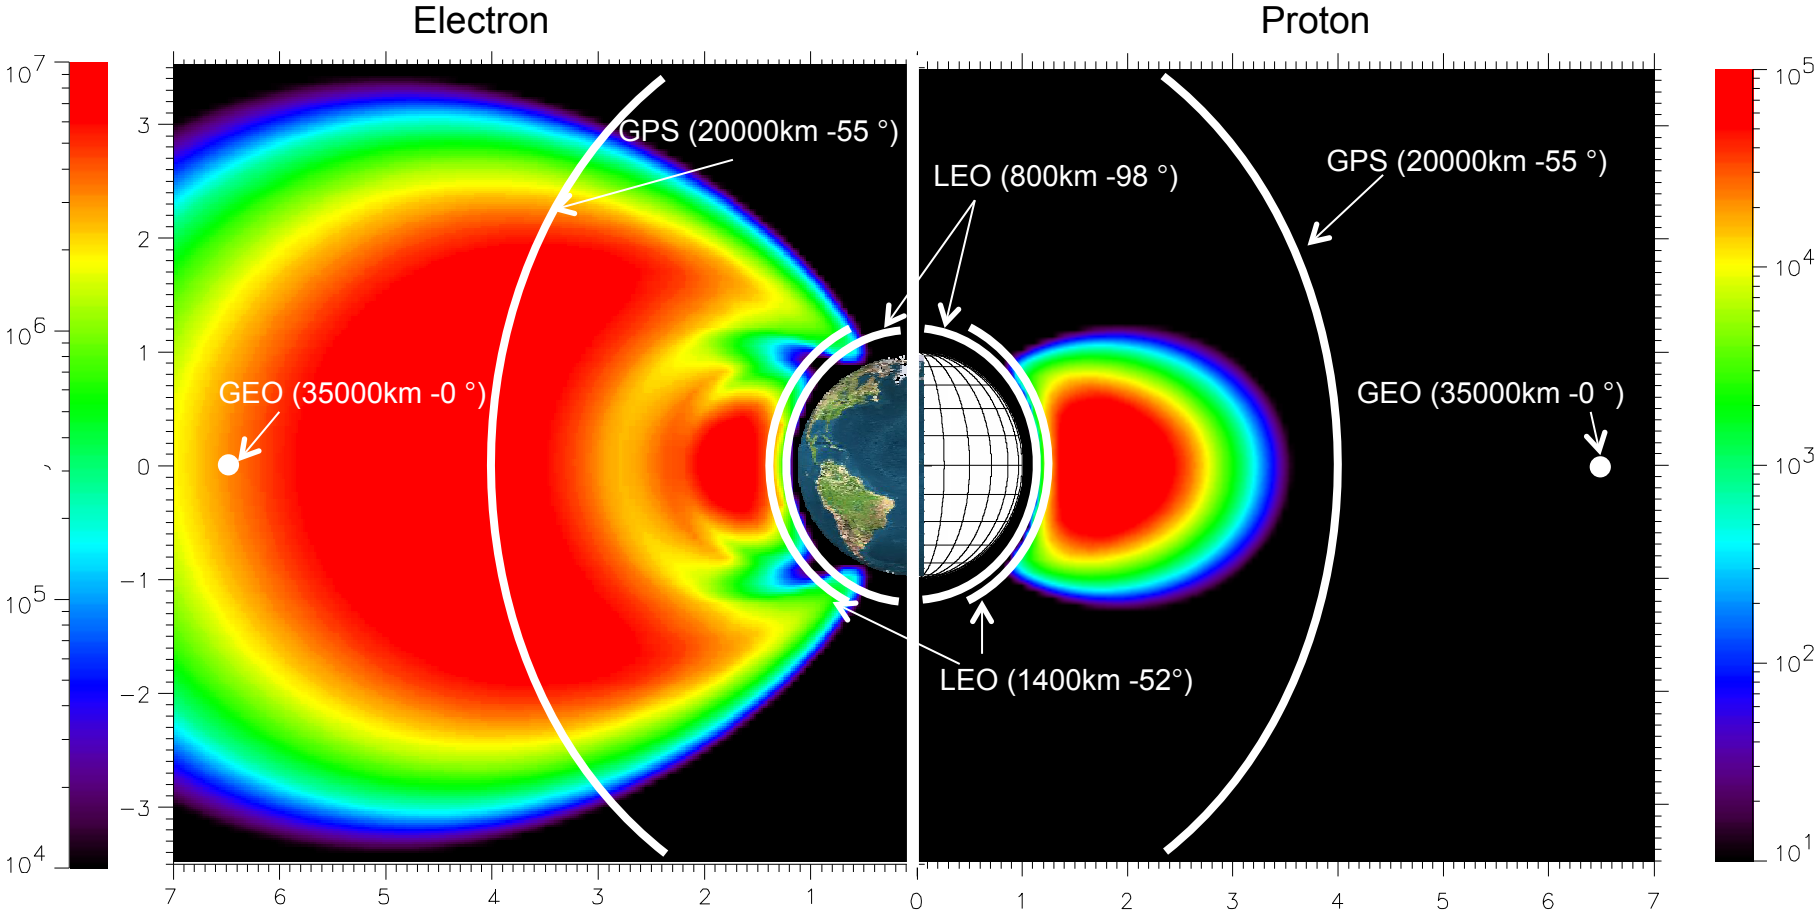 Electron
Proton
GPS (20000km -55 °)
LEO (800km -98 °)
GPS (20000km -55 °)
GEO (35000km -0 °)
GEO (35000km -0 °)
LEO (1400km -52°)
10^7
10^6
10^5
10^4
3
2
1
0
−1
−2
−3
7 6 5 4 3 2 1
0 1 2 3 4 5 6 7
10^5
10^4
10^3
10^2
10^1